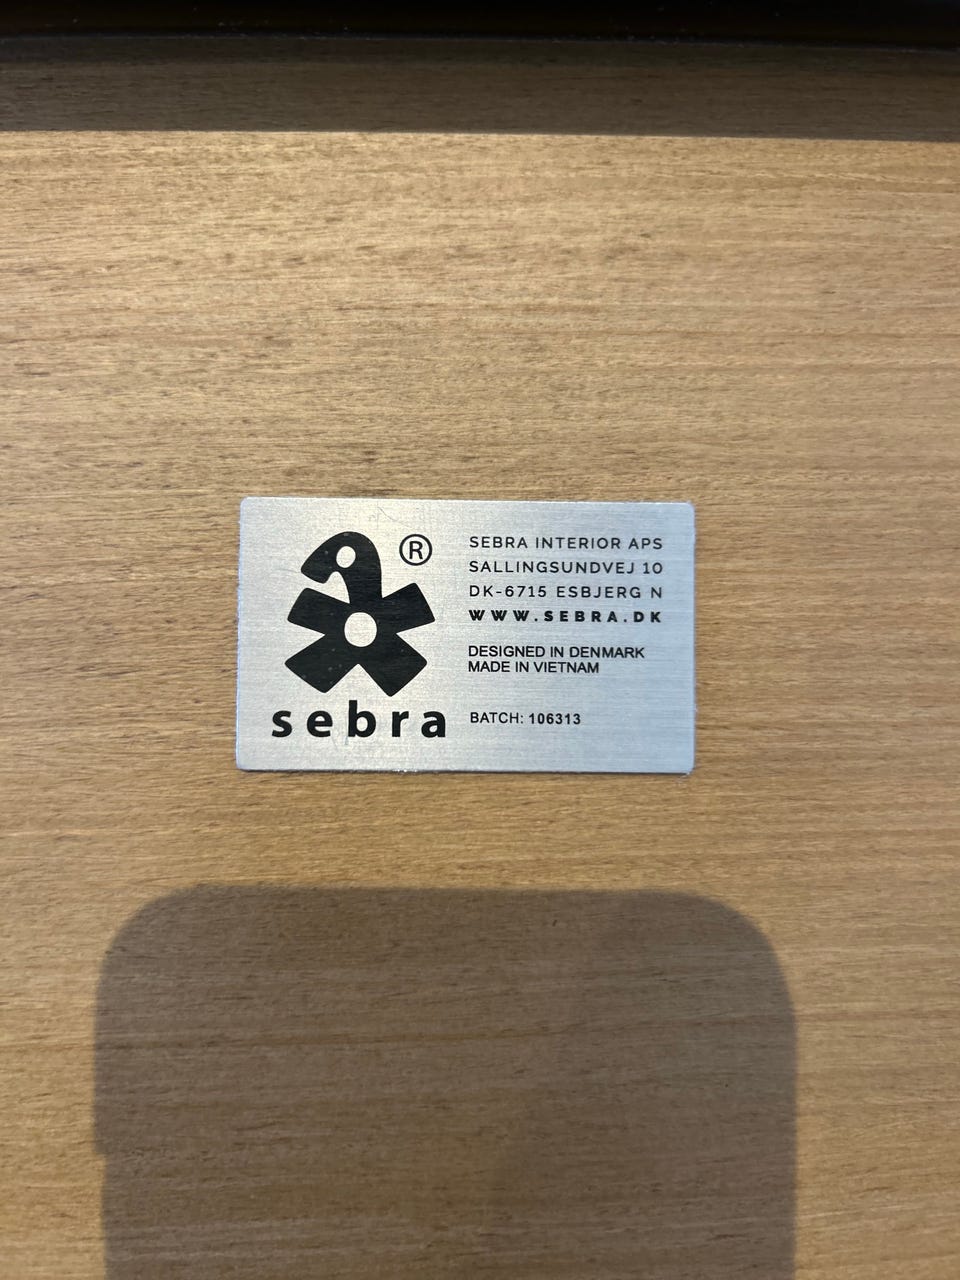 ®
sebra
SEBRA INTERIOR APS
SALLINGSUNDVEJ 10
DK-6715 ESBJERG N
WWW.SEBRA.DK
DESIGNED IN DENMARK
MADE IN VIETNAM
BATCH: 106313